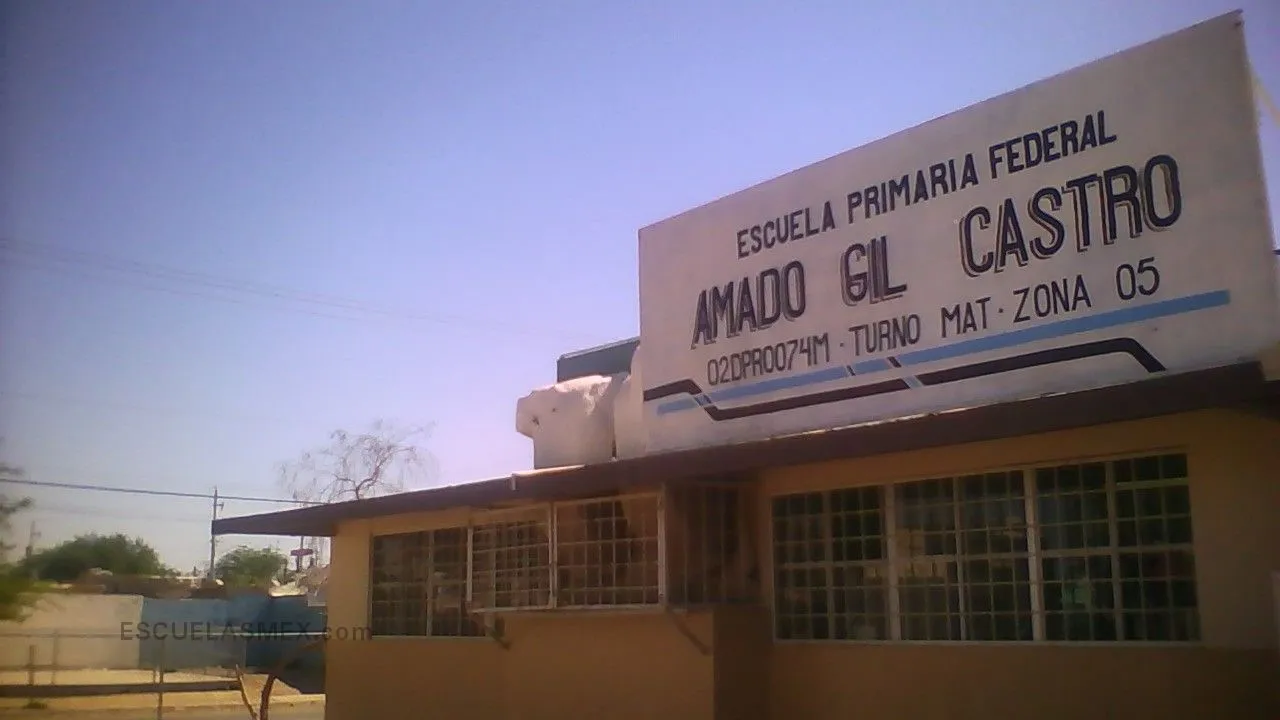 ESCUELA PRIMARIA FEDERAL
AMADO GIL CASTRO
02DPR0074M · TURNO MAT · ZONA 05
ESCUELASMEX.com